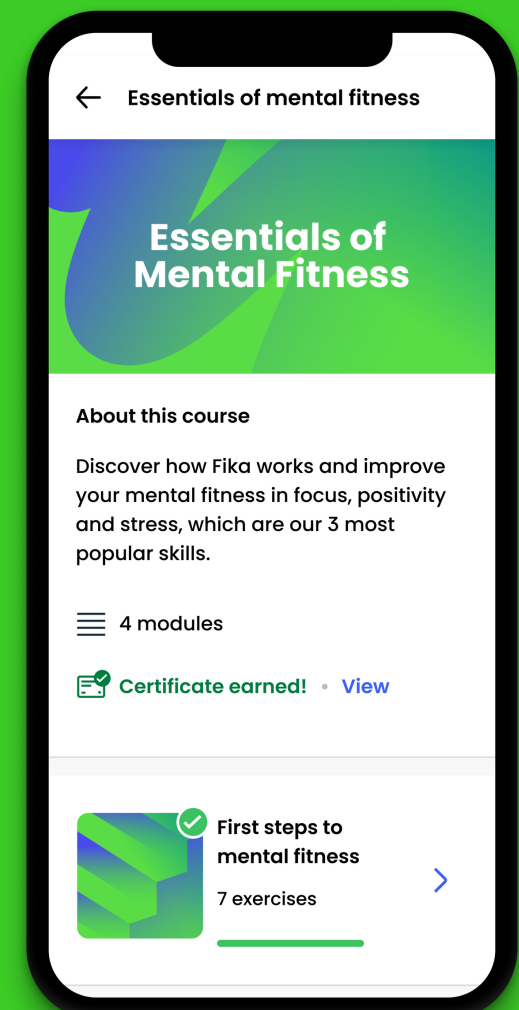 Essentials of mental fitness
Essentials of
Mental Fitness
About this course
Discover how Fika works and improve
your mental fitness in focus, positivity
and stress, which are our 3 most
popular skills.
4 modules
Certificate earned! • View
First steps to
mental fitness
7 exercises